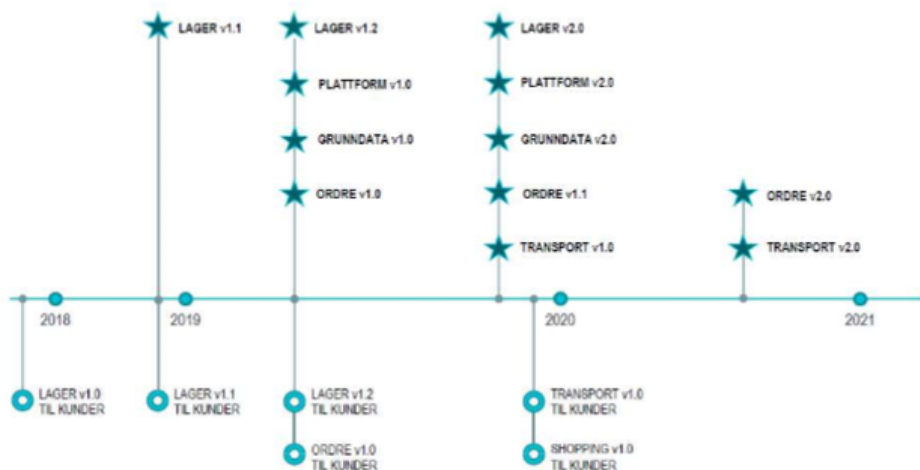 LAGER v1.1
LAGER v1.2
LAGER v2.0
PLATTFORM v1.0
PLATTFORM v2.0
GRUNNDATA v1.0
GRUNNDATA v2.0
ORDRE v1.0
ORDRE v1.1
ORDRE v2.0
TRANSPORT v1.0
TRANSPORT v2.0
2018
2019
2020
2021
LAGER v1.0
TIL KUNDER
LAGER v1.1
TIL KUNDER
LAGER v1.2
TIL KUNDER
TRANSPORT v1.0
TIL KUNDER
ORDRE v1.0
TIL KUNDER
SHOPPING v1.0
TIL KUNDER